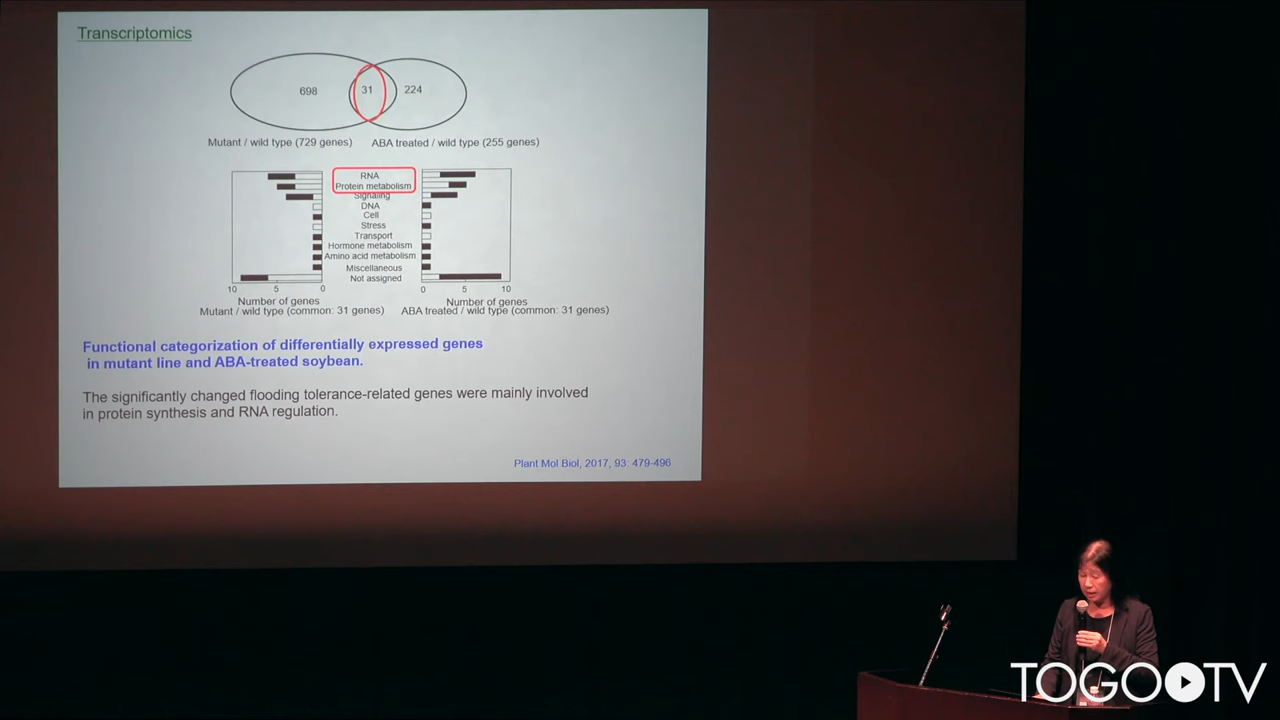 Transcriptomics
698
31
224
Mutant / wild type (729 genes)
ABA treated / wild type (255 genes)
RNA
Protein metabolism
Signaling
DNA
Cell
Stress
Transport
Hormone metabolism
Amino acid metabolism
Miscellaneous
Not assigned
10 5 0
0 5 10
Number of genes
Mutant / wild type (common: 31 genes)
Number of genes
ABA treated / wild type (common: 31 genes)
Functional categorization of differentially expressed genes
in mutant line and ABA-treated soybean.
The significantly changed flooding tolerance-related genes were mainly involved
in protein synthesis and RNA regulation.
Plant Mol Biol, 2017, 93: 479-496
TOGO TV